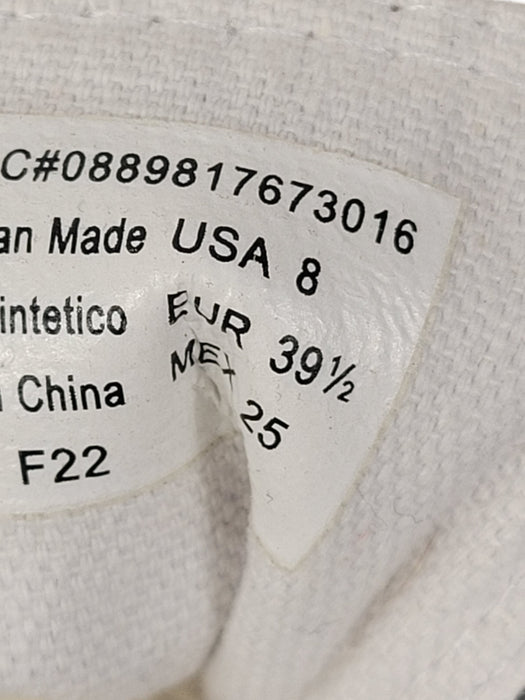 C#0889817673016
an Made USA 8
intetico EUR 39½
China MEX 25
F22